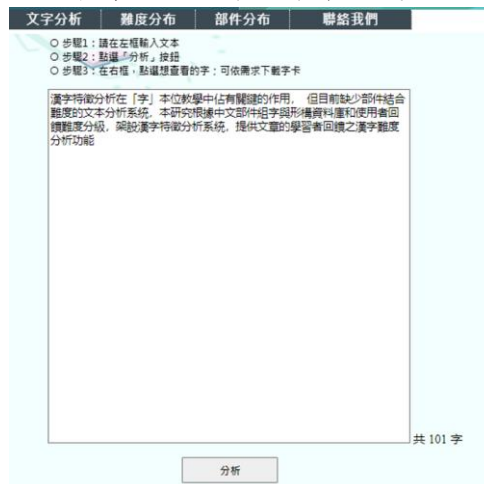 文字分析 難度分布 部件分布 聯絡我們
步驟1：請在左框輸入文本
步驟2：點選「分析」按鈕
步驟3：在右框，點選想查看的字；可依需求下載字卡
漢字特徵分析在「字」本位教學中佔有關鍵的作用， 但目前缺少部件結合
難度的文本分析系統．本研究根據中文部件組字與形構資料庫和使用者回
饋難度分級，架設漢字特徵分析系統，提供文章的學習者回饋之漢字難度
分析功能
共 101 字
分析